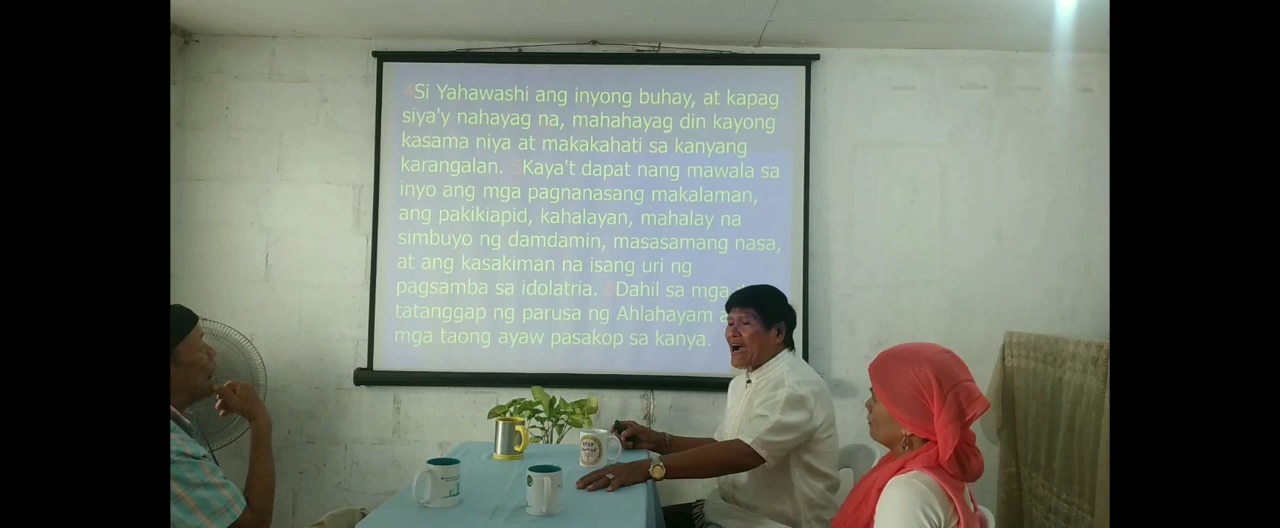 4Si Yahawashi ang inyong buhay, at kapag
siya'y nahayag na, mahahayag din kayong
kasama niya at makakahati sa kanyang
karangalan. 5Kaya't dapat nang mawala sa
inyo ang mga pagnanasang makalaman,
ang pakikiapid, kahalayan, mahalay na
simbuyo ng damdamin, masasamang nasa,
at ang kasakiman na isang uri ng
pagsamba sa idolatria. 6Dahil sa mga
tatanggap ng parusa ng Ahlahayam
mga taong ayaw pasakop sa kanya.